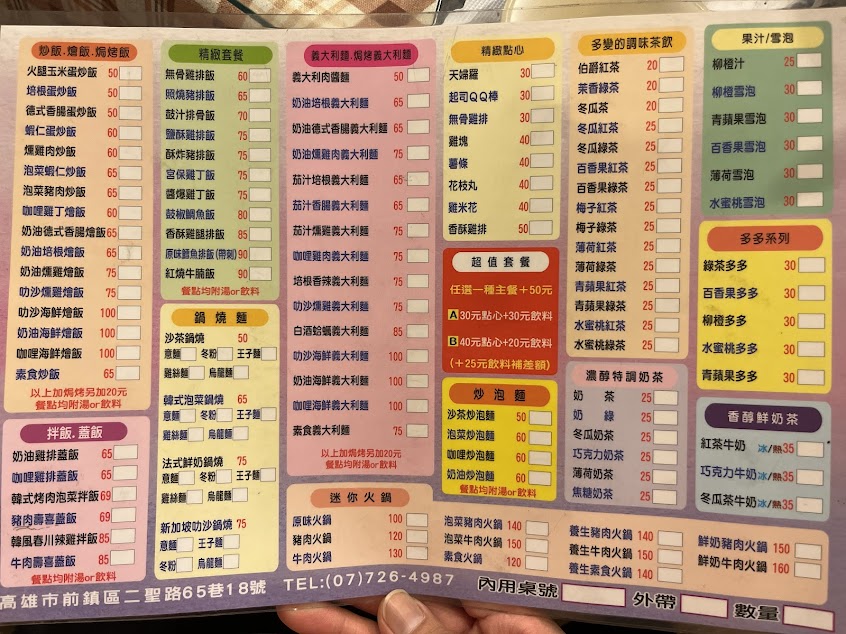 炒飯.燴飯.焗烤飯
火腿玉米蛋炒飯 50
培根蛋炒飯 50
德式香腸蛋炒飯 50
蝦仁蛋炒飯 60
燻雞肉炒飯 60
泡菜蝦仁炒飯 65
泡菜豬肉炒飯 65
咖哩雞丁燴飯 60
奶油德式香腸燴飯 65
奶油培根燴飯 65
奶油燻雞燴飯 75
叻沙燻雞燴飯 75
叻沙海鮮燴飯 100
奶油海鮮燴飯 100
咖哩海鮮燴飯 100
素食炒飯 65
以上加焗烤另加20元
餐點均附湯or飲料
拌飯.蓋飯
奶油雞排蓋飯 65
咖哩雞排蓋飯 65
韓式烤肉泡菜拌飯 69
豬肉壽喜蓋飯 69
韓風春川辣雞拌飯 85
牛肉壽喜蓋飯 85
餐點均附湯or飲料
精緻套餐
無骨雞排飯 60
照燒豬排飯 65
豉汁排骨飯 70
鹽酥雞排飯 75
酥炸豬排飯 75
宮保雞丁飯 75
醬爆雞丁飯 75
豉椒鯛魚飯 80
香酥雞腿排飯 85
原味鱈魚排飯(帶刺) 90
紅燒牛腩飯 90
餐點均附湯or飲料
鍋燒麵
沙茶鍋燒 50
意麵 冬粉 王子麵
雞絲麵 烏龍麵
韓式泡菜鍋燒 65
意麵 冬粉 王子麵
雞絲麵 烏龍麵
法式鮮奶鍋燒 75
意麵 冬粉 王子麵
雞絲麵 烏龍麵
新加坡叻沙鍋燒 75
意麵 王子麵
冬粉 烏龍麵
義大利麵.焗烤義大利麵
義大利肉醬麵 50
奶油培根義大利麵 65
奶油德式香腸義大利麵 65
奶油燻雞肉義大利麵 75
茄汁培根義大利麵 65
茄汁香腸義大利麵 65
茄汁燻雞義大利麵 75
咖哩雞肉義大利麵 75
培根香辣義大利麵 75
叻沙燻雞義大利麵 75
白酒蛤蠣義大利麵 85
叻沙海鮮義大利麵 100
奶油海鮮義大利麵 100
咖哩海鮮義大利麵 100
素食義大利麵 75
以上加焗烤另加20元
餐點均附湯or飲料
精緻點心
天婦羅 30
起司QQ棒 30
無骨雞排 30
雞塊 40
薯條 40
花枝丸 40
雞米花 40
香酥雞排 50
超值套餐
任選一種主餐+50元
A 30元點心+30元飲料
B 40元點心+20元飲料
(+25元飲料補差額)
炒泡麵
沙茶炒泡麵 50
泡菜炒泡麵 60
咖哩炒泡麵 60
奶油炒泡麵 60
餐點均附湯or飲料
多變的調味茶飲
伯爵紅茶 20
茉香綠茶 20
冬瓜茶 20
冬瓜紅茶 25
冬瓜綠茶 25
百香果紅茶 25
百香果綠茶 25
梅子紅茶 25
梅子綠茶 25
薄荷紅茶 25
薄荷綠茶 25
青蘋果紅茶 25
青蘋果綠茶 25
水蜜桃紅茶 25
水蜜桃綠茶 25
濃醇特調奶茶
奶 茶 25
奶 綠 25
冬瓜奶茶 25
巧克力奶茶 25
薄荷奶茶 25
焦糖奶茶 25
果汁/雪泡
柳橙汁 25
柳橙雪泡 30
青蘋果雪泡 30
百香果雪泡 30
薄荷雪泡 30
水蜜桃雪泡 30
多多系列
綠茶多多 30
百香果多多 30
柳橙多多 30
水蜜桃多多 30
青蘋果多多 30
香醇鮮奶茶
紅茶牛奶 冰/熱35
巧克力牛奶 冰/熱35
冬瓜茶牛奶 冰/熱35
迷你火鍋
原味火鍋 100
豬肉火鍋 120
牛肉火鍋 130
泡菜豬肉火鍋 140
泡菜牛肉火鍋 150
素食火鍋 120
養生豬肉火鍋 140
養生牛肉火鍋 150
養生素食火鍋 140
鮮奶豬肉火鍋 150
鮮奶牛肉火鍋 160
高雄市前鎮區二聖路65巷18號 TEL:(07)726-4987 內用桌號 外帶 數量